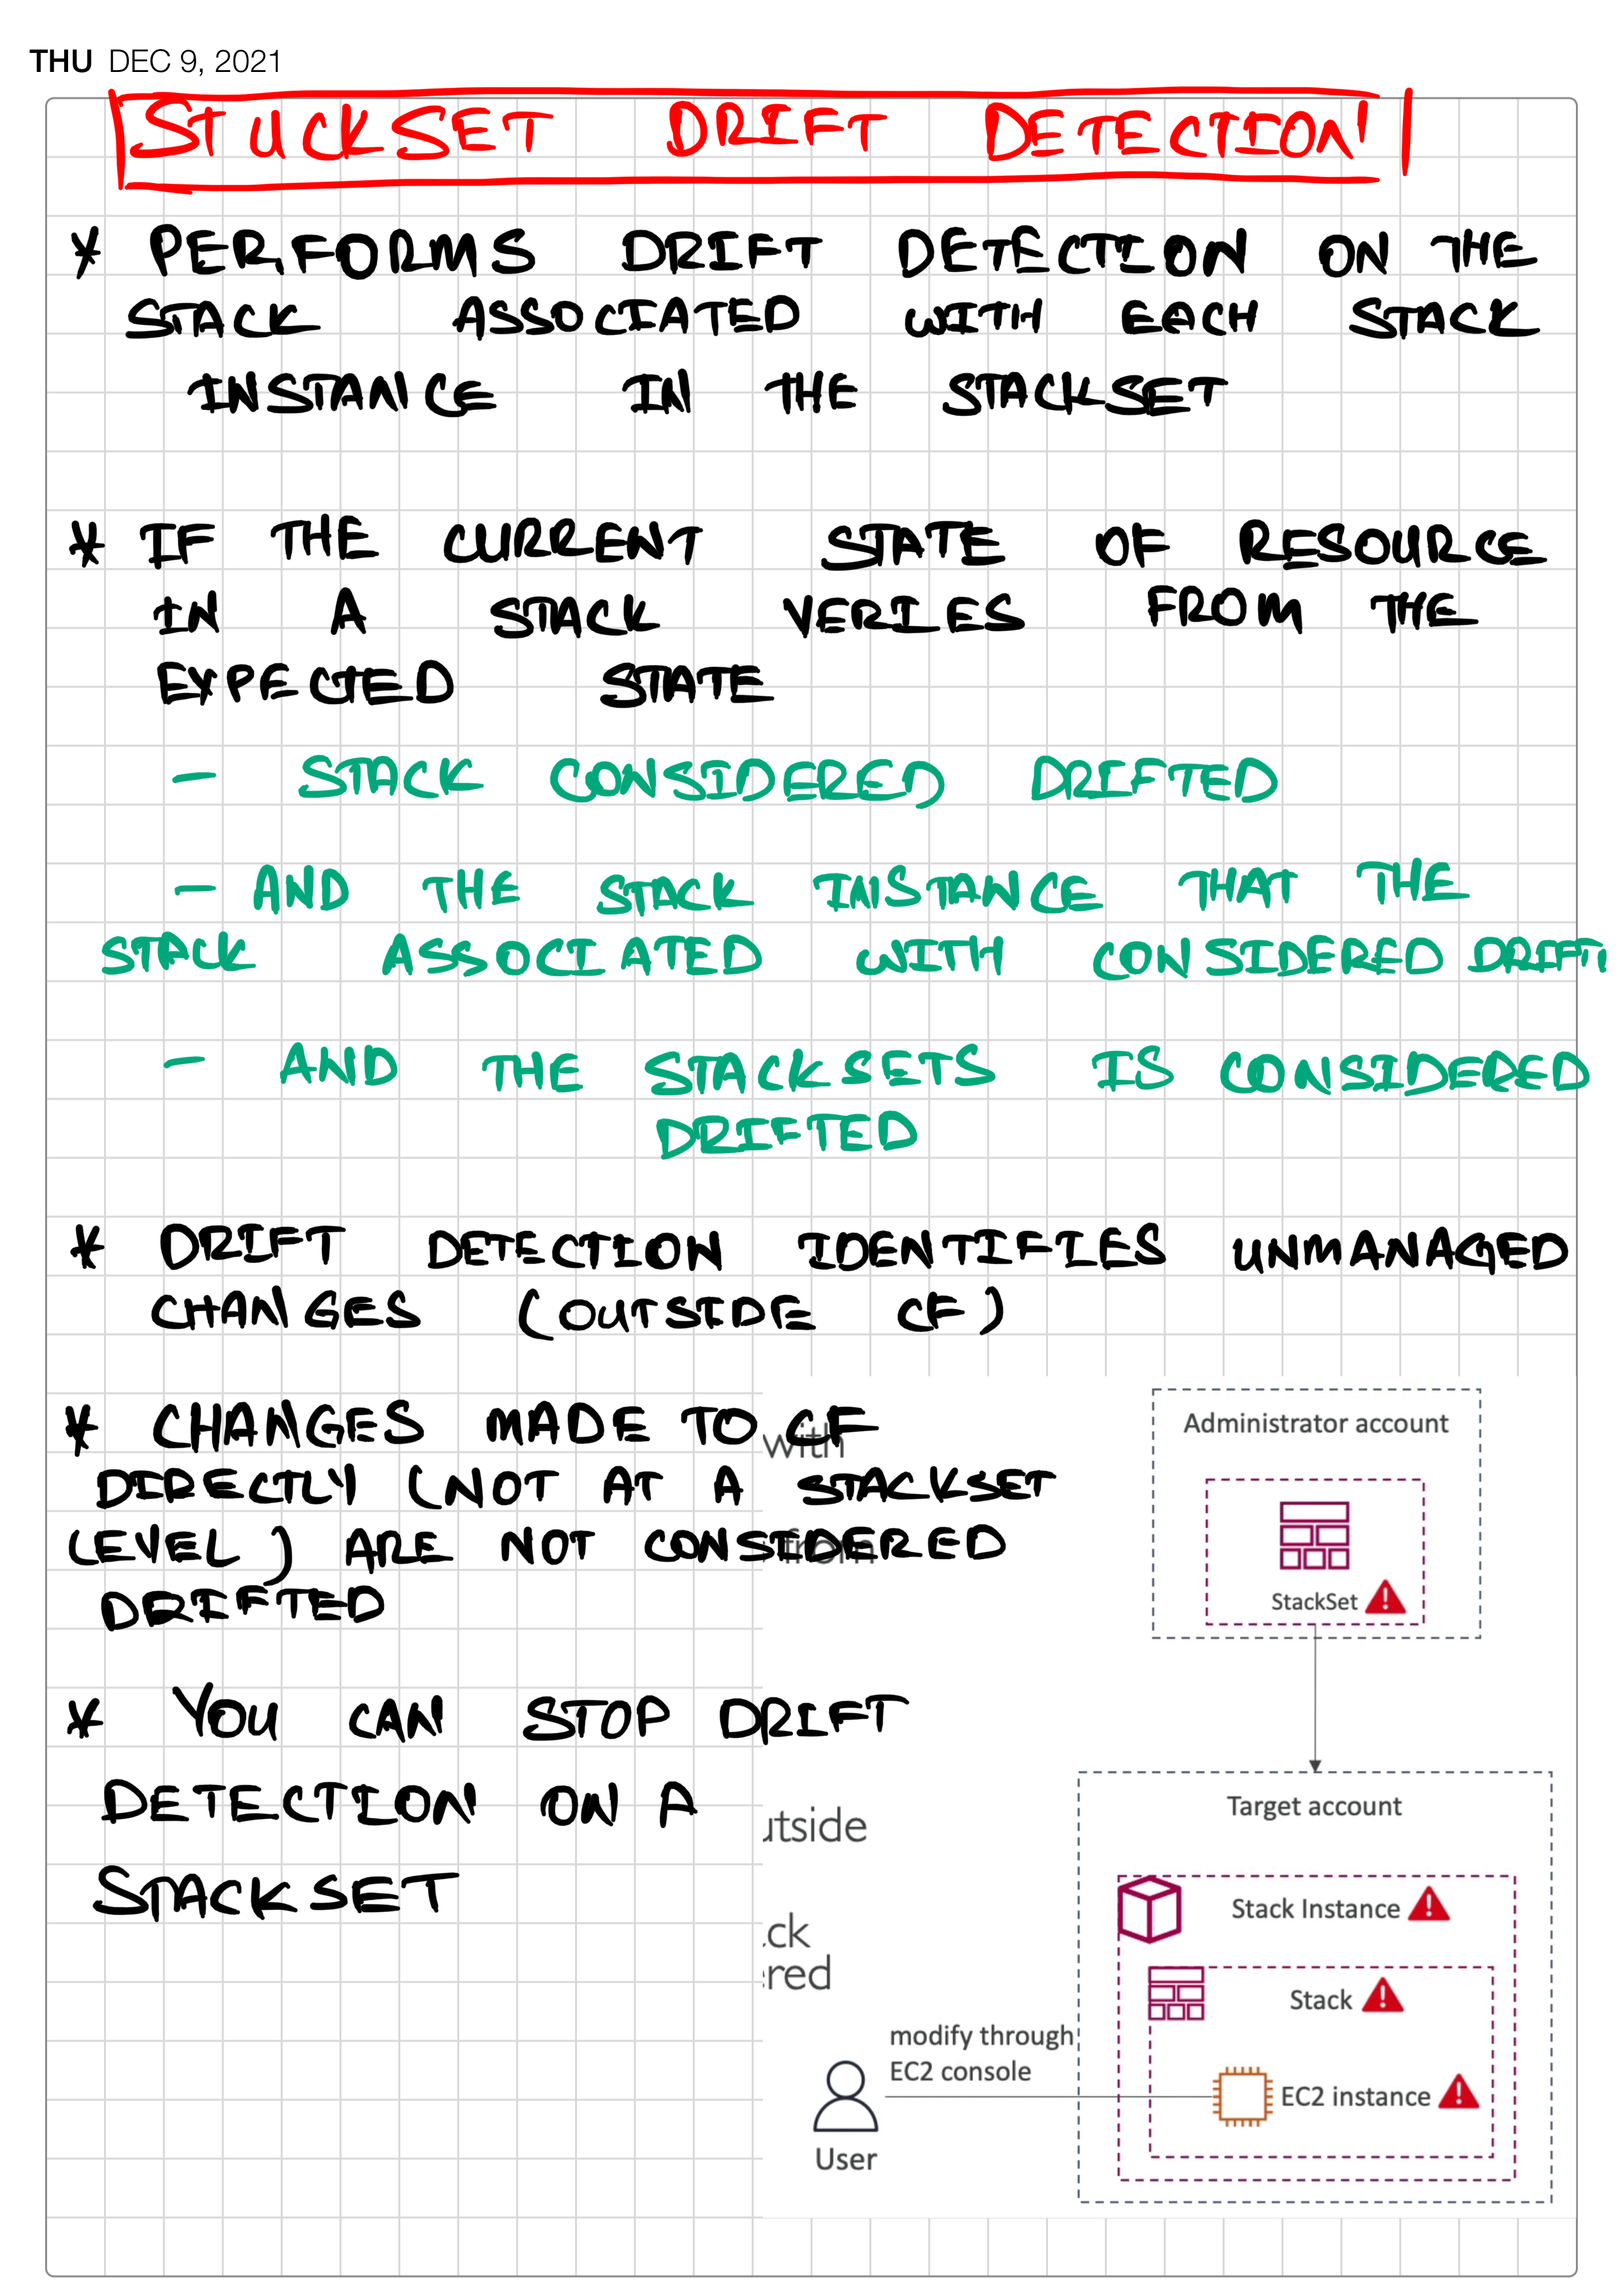 THU DEC 9, 2021
STUCKSET DRIFT DETECTION
* PERFORMS DRIFT DETECTION ON THE
STACK ASSOCIATED WITH EACH STACK
INSTANCE IN THE STACKSET
* IF THE CURRENT STATE OF RESOURCE
IN A STACK VERIES FROM THE
EXPECTED STATE
- STACK CONSIDERED DRIFTED
- AND THE STACK INSTANCE THAT THE
STACK ASSOCIATED WITH CONSIDERED
- AND THE STACKSETS IS CONSIDERED
DRIFTED
* DRIFT DETECTION IDENTIFIES UNMANAGED
CHANGES (OUTSIDE CF)
* CHANGES MADE TO CF
DIRECTLY (NOT AT A STACKSET
LEVEL) ARE NOT CONSIDERED
DRIFTED
* YOU CAN STOP DRIFT
DETECTION ON A
STACKSET
with
from
utside
ck
red
Administrator account
StackSet
Target account
Stack Instance
Stack
modify through
EC2 console
EC2 instance
User